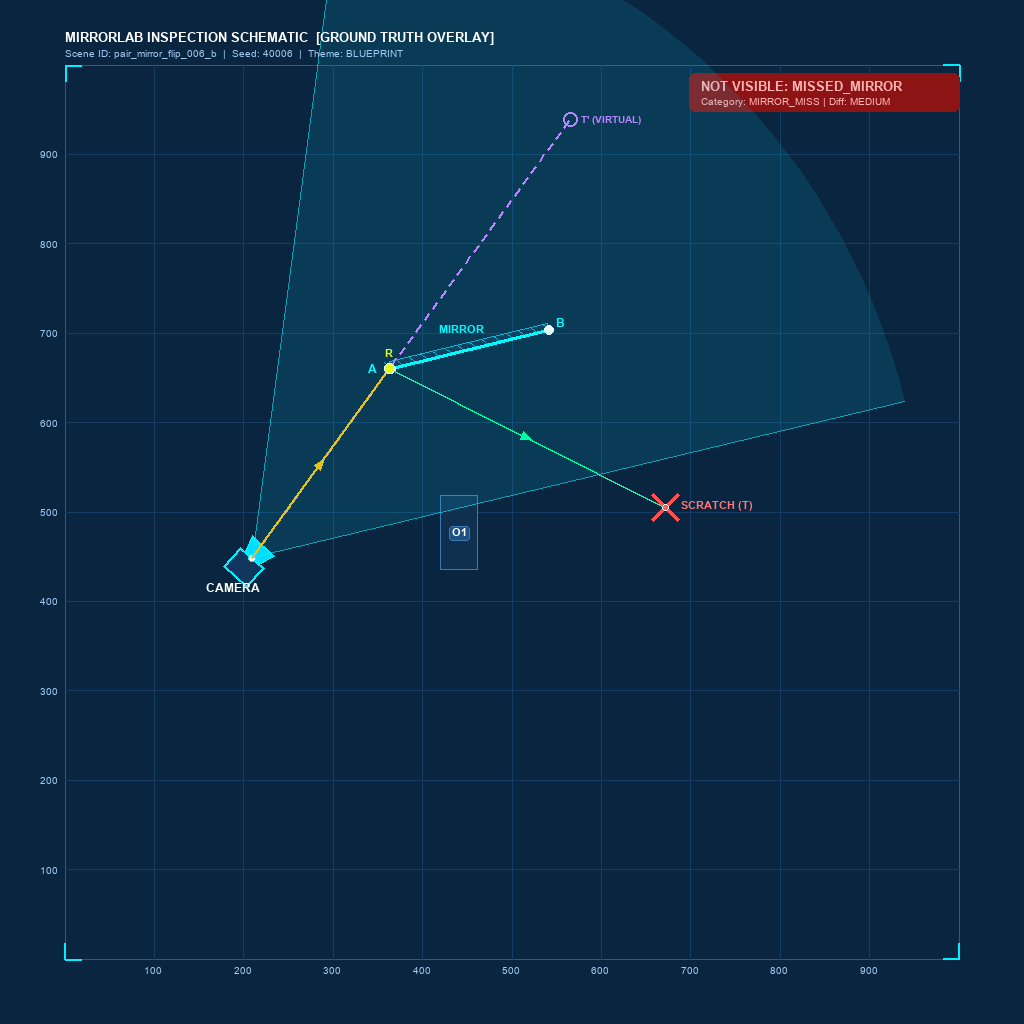 MIRRORLAB INSPECTION SCHEMATIC [GROUND TRUTH OVERLAY]
Scene ID: pair_mirror_flip_006_b | Seed: 40006 | Theme: BLUEPRINT
NOT VISIBLE: MISSED_MIRROR
Category: MIRROR_MISS | Diff: MEDIUM
T' (VIRTUAL)
900
800
700
600
500
400
300
200
100
MIRROR
B
R
A
SCRATCH (T)
O1
CAMERA
100
200
300
400
500
600
700
800
900